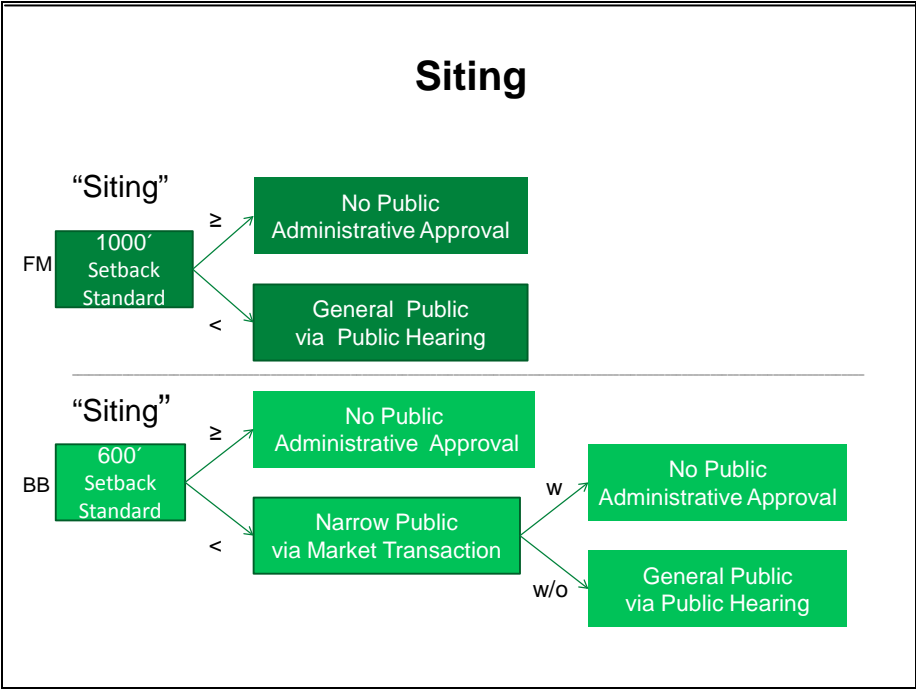 Siting
“Siting”
≥
No Public
Administrative Approval
FM
1000´
Setback
Standard
<
General Public
via Public Hearing
“Siting”
≥
No Public
Administrative Approval
BB
600´
Setback
Standard
<
Narrow Public
via Market Transaction
w
No Public
Administrative Approval
w/o
General Public
via Public Hearing